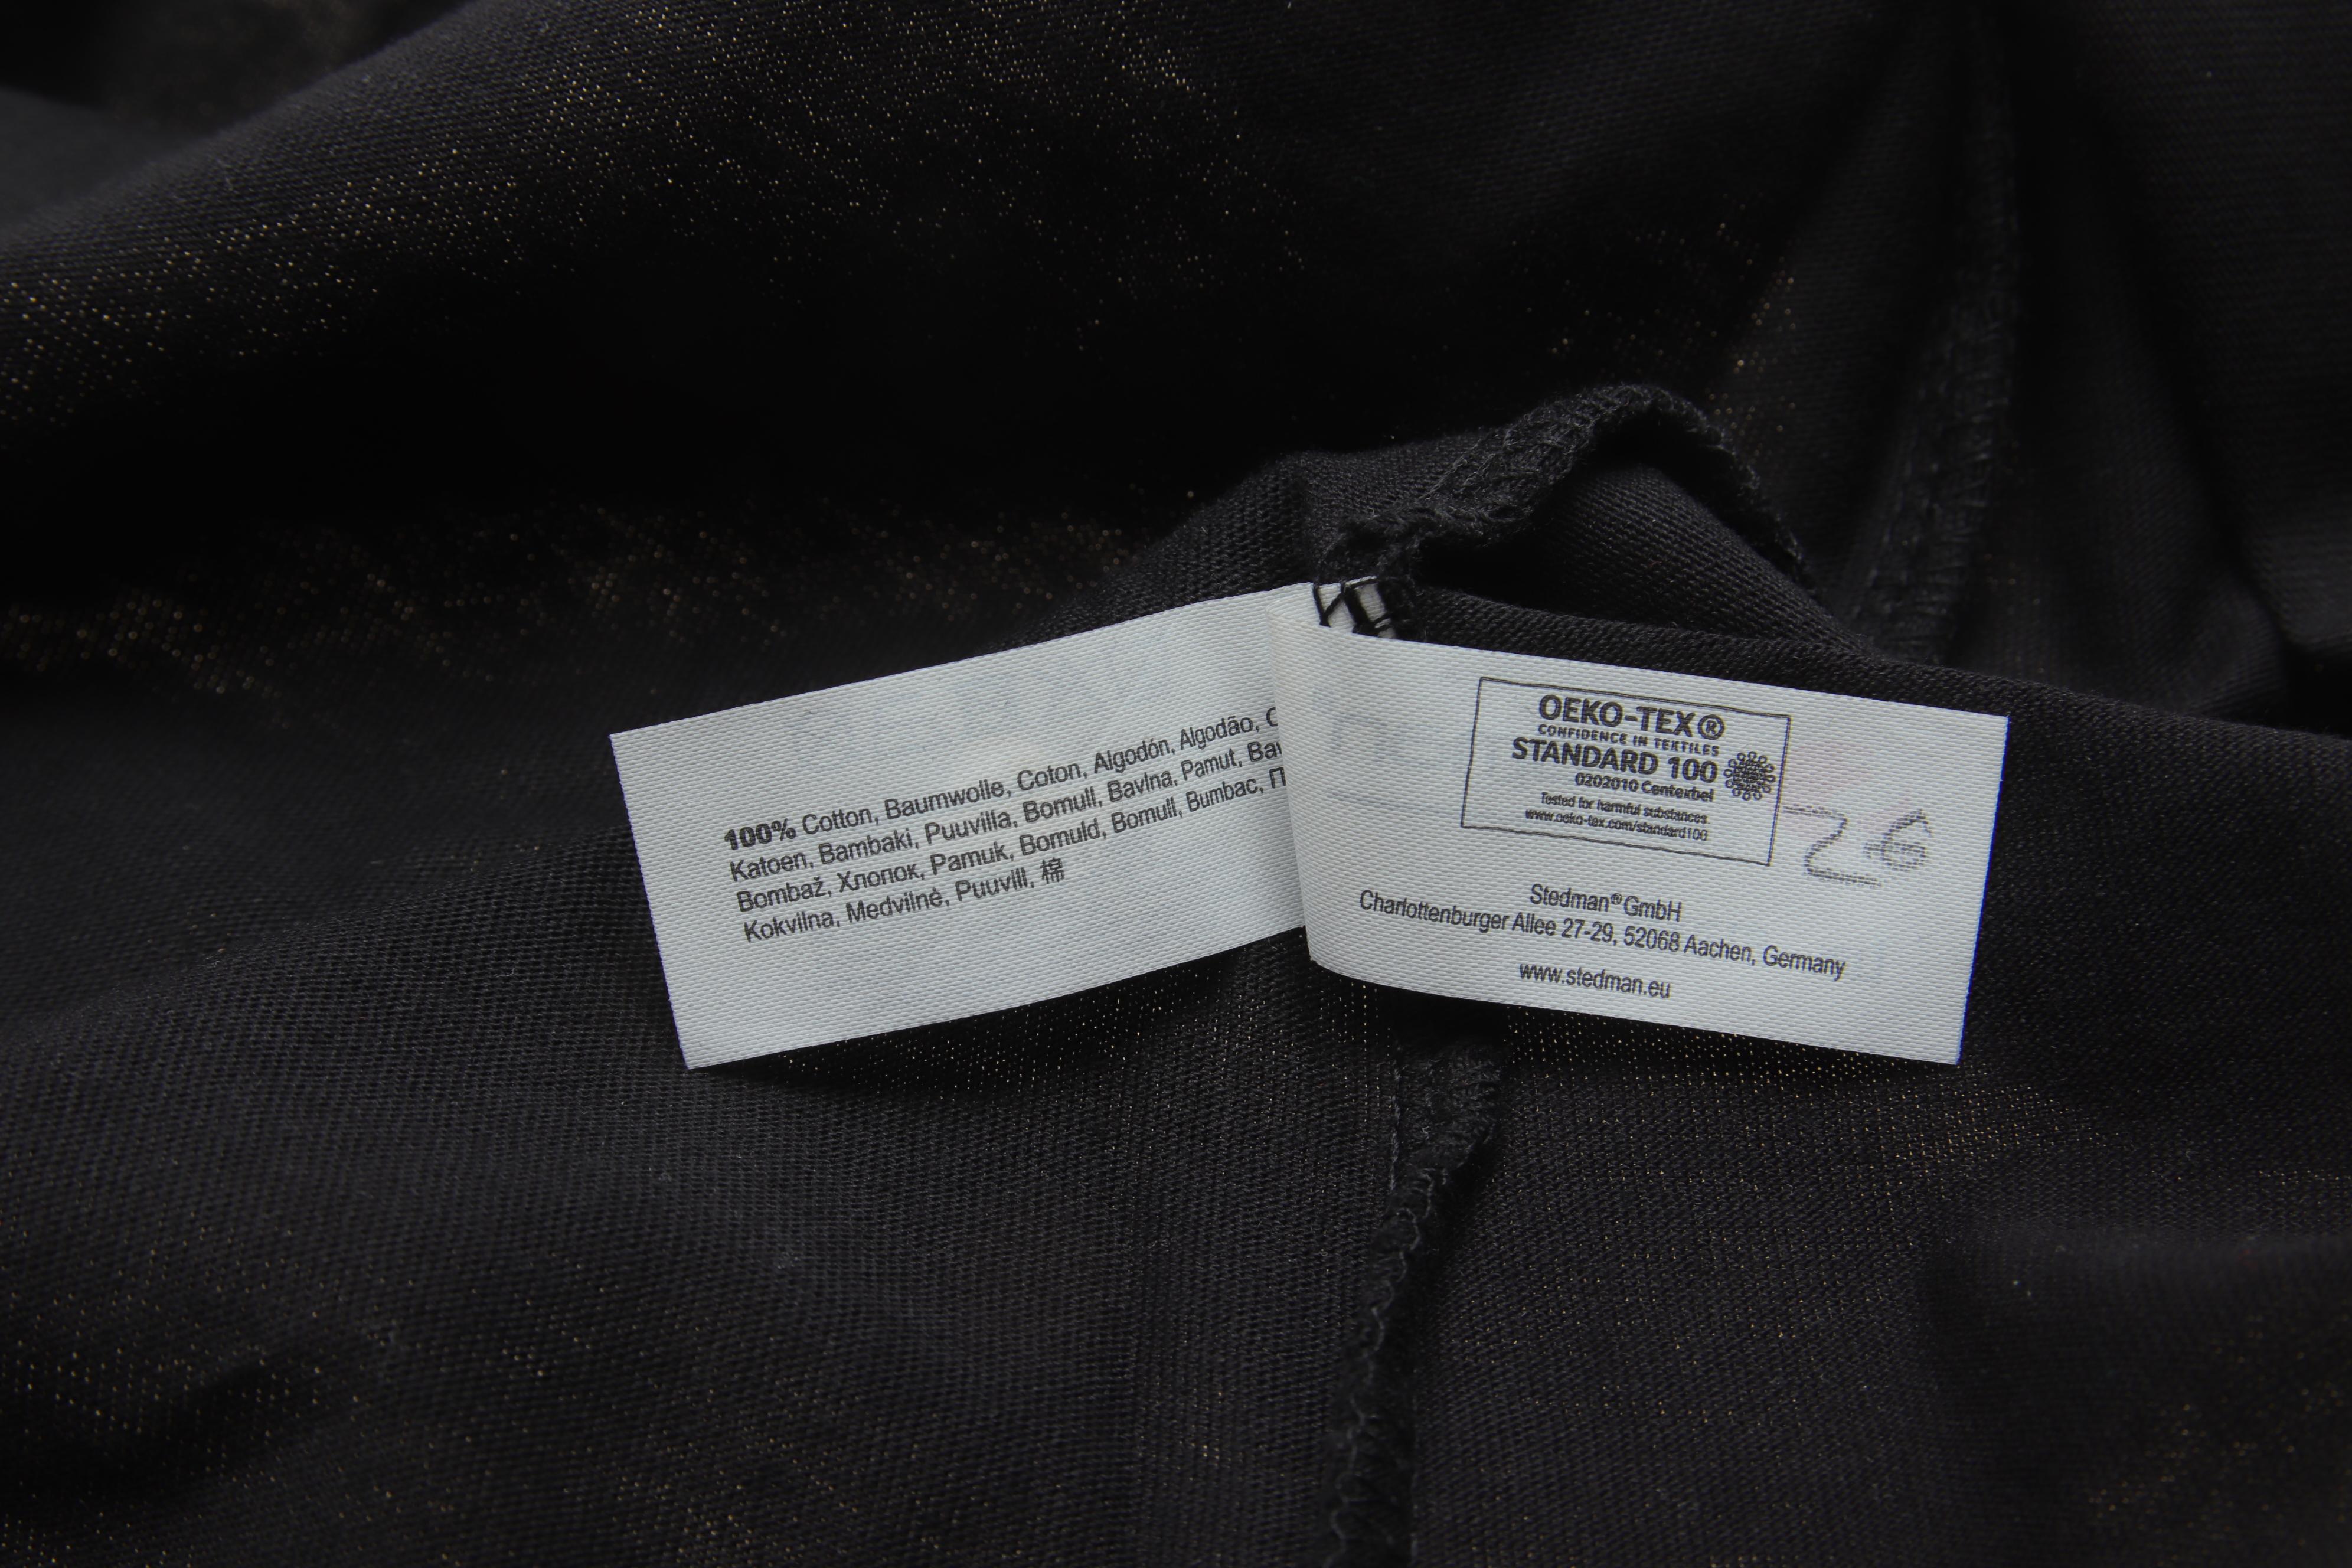 100% Cotton, Baumwolle, Coton, Algodón, Algodão,
Katoen, Bambaki, Puuvilla, Bomull, Bavlna, Pamut,
Bombaž, Хлопок, Pamuk, Bomuld, Bomull, Bumbac,
Kokvilna, Medvilnė, Puuvill, 棉
OEKO-TEX®
CONFIDENCE IN TEXTILES
STANDARD 100
0202010 Centexbel
Tested for harmful substances
www.oeko-tex.com/standard100
26
Stedman® GmbH
Charlottenburger Allee 27-29, 52068 Aachen, Germany
www.stedman.eu